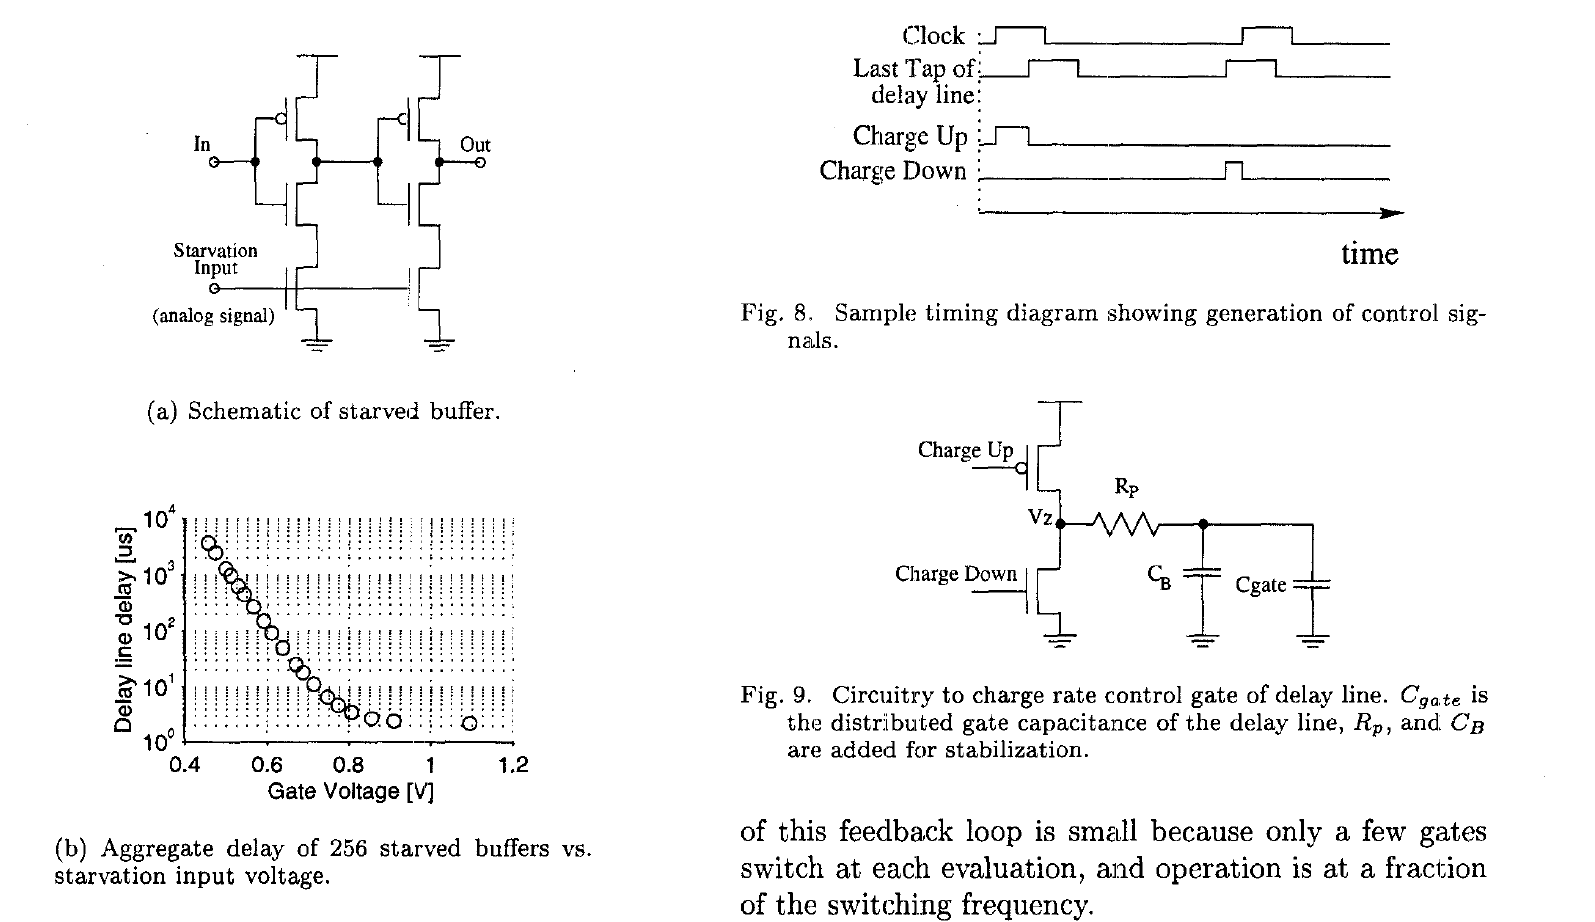 In
Out
Starvation
Input
(analog signal)
(a) Schematic of starved buffer.
Delay line delay [us]
10^4
10^3
10^2
10^1
10^0
0.4 0.6 0.8 1 1.2
Gate Voltage [V]
(b) Aggregate delay of 256 starved buffers vs.
starvation input voltage.
Clock
Last Tap of
delay line
Charge Up
Charge Down
time
Fig. 8. Sample timing diagram showing generation of control sig-
nals.
Charge Up
R_P
Vz
Charge Down
C_B
Cgate
Fig. 9. Circuitry to charge rate control gate of delay line. C_gate is
the distributed gate capacitance of the delay line, R_p, and C_B
are added for stabilization.
of this feedback loop is small because only a few gates
switch at each evaluation, and operation is at a fraction
of the switching frequency.